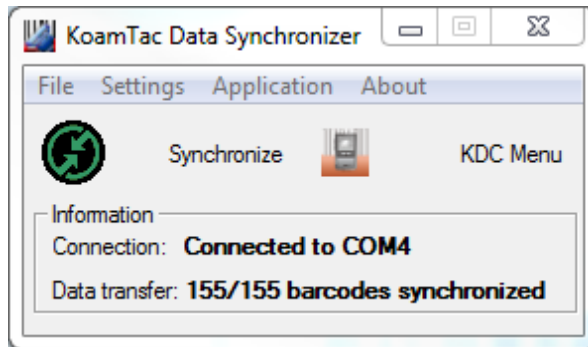 KoamTac Data Synchronizer
File Settings Application About
Synchronize KDC Menu
Information
Connection: Connected to COM4
Data transfer: 155/155 barcodes synchronized